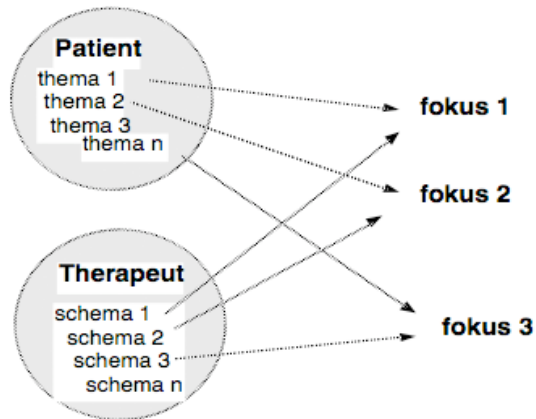 Patient
thema 1
thema 2
thema 3
thema n
fokus 1
fokus 2
Therapeut
schema 1
schema 2
schema 3
schema n
fokus 3